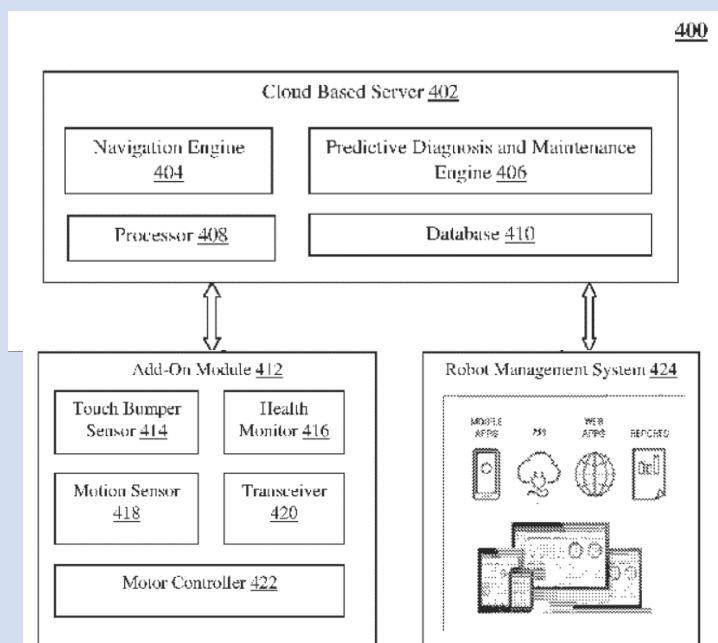 400
Cloud Based Server 402
Navigation Engine
404
Predictive Diagnosis and Maintenance
Engine 406
Processor 408
Database 410
Add-On Module 412
Touch Bumper
Sensor 414
Health
Monitor 416
Motion Sensor
418
Transceiver
420
Motor Controller 422
Robot Management System 424
MOBILE
APPS
WEB
APPS